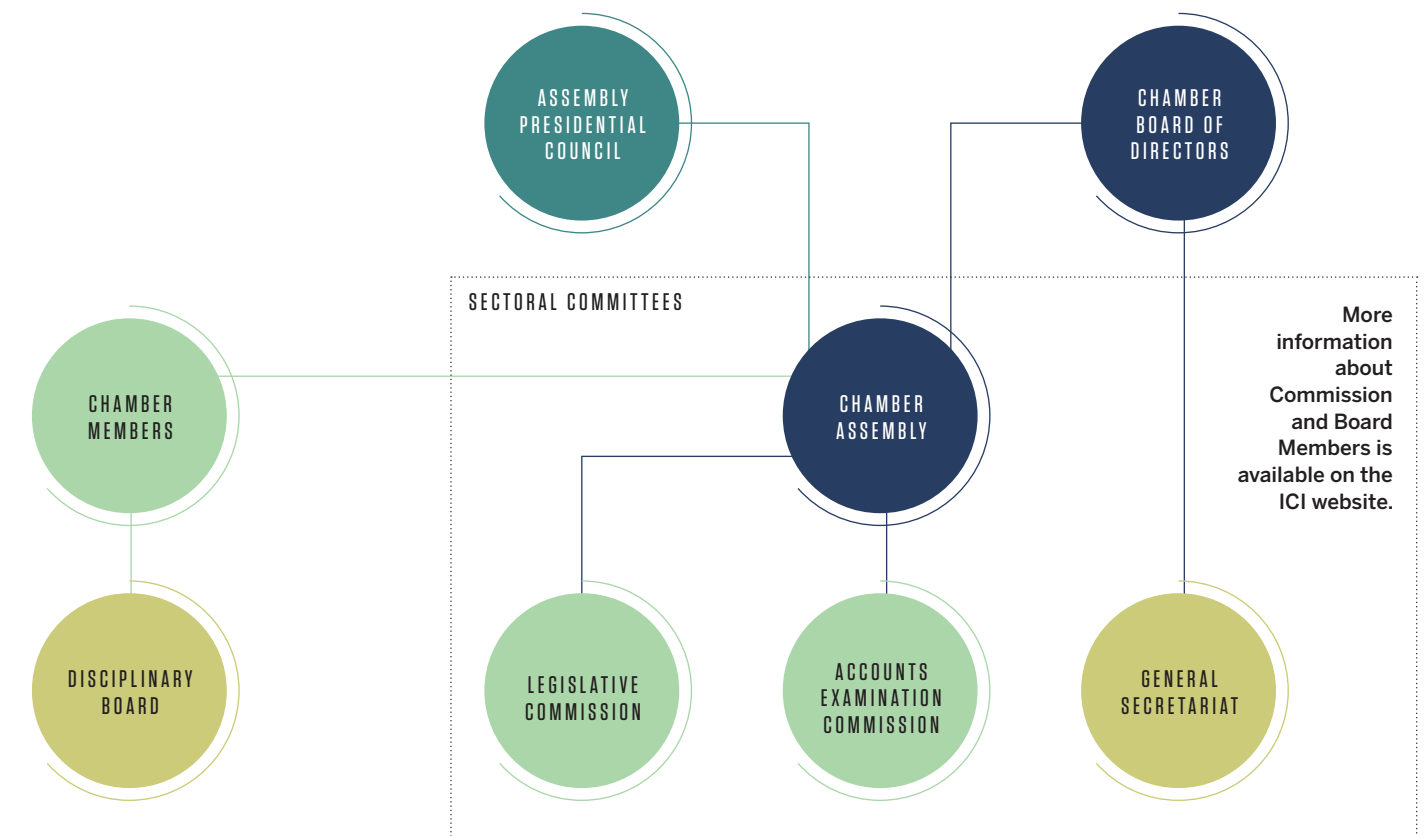 ASSEMBLY
PRESIDENTIAL
COUNCIL
CHAMBER
BOARD OF
DIRECTORS
SECTORAL COMMITTEES
CHAMBER
MEMBERS
CHAMBER
ASSEMBLY
More
information
about
Commission
and Board
Members is
available on the
ICI website.
DISCIPLINARY
BOARD
LEGISLATIVE
COMMISSION
ACCOUNTS
EXAMINATION
COMMISSION
GENERAL
SECRETARIAT